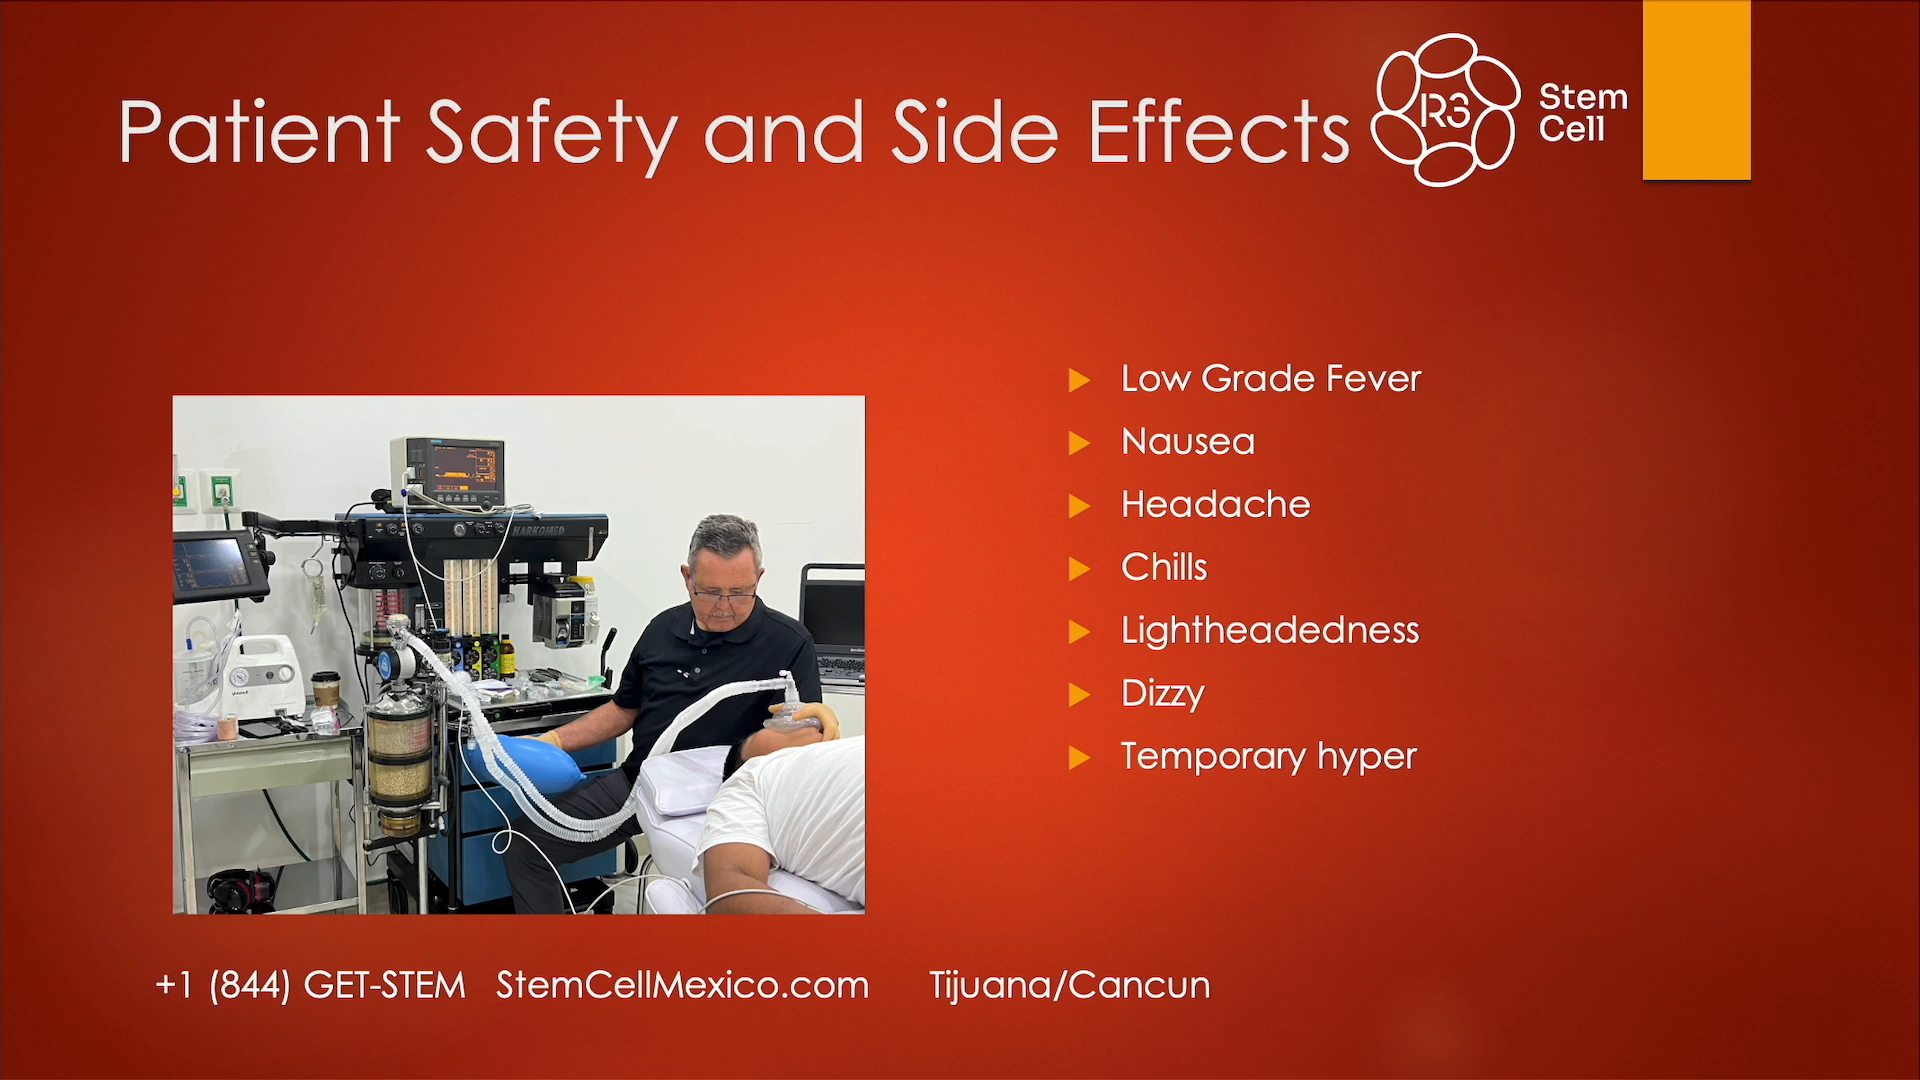 Patient Safety and Side Effects
R3
Stem
Cell
Low Grade Fever
Nausea
Headache
Chills
Lightheadedness
Dizzy
Temporary hyper
NARKOMED
+1 (844) GET-STEM StemCellMexico.com Tijuana/Cancun